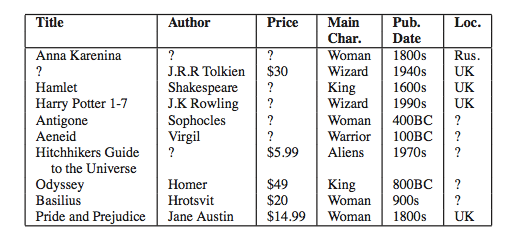 Title Author Price Main Char. Pub. Date Loc.
Anna Karenina ? ? Woman 1800s Rus.
? J.R.R Tolkien $30 Wizard 1940s UK
Hamlet Shakespeare ? King 1600s UK
Harry Potter 1-7 J.K Rowling ? Wizard 1990s UK
Antigone Sophocles ? Woman 400BC ?
Aeneid Virgil ? Warrior 100BC ?
Hitchhikers Guide ? $5.99 Aliens 1970s ?
to the Universe
Odyssey Homer $49 King 800BC ?
Basilius Hrotsvit $20 Woman 900s ?
Pride and Prejudice Jane Austin $14.99 Woman 1800s UK